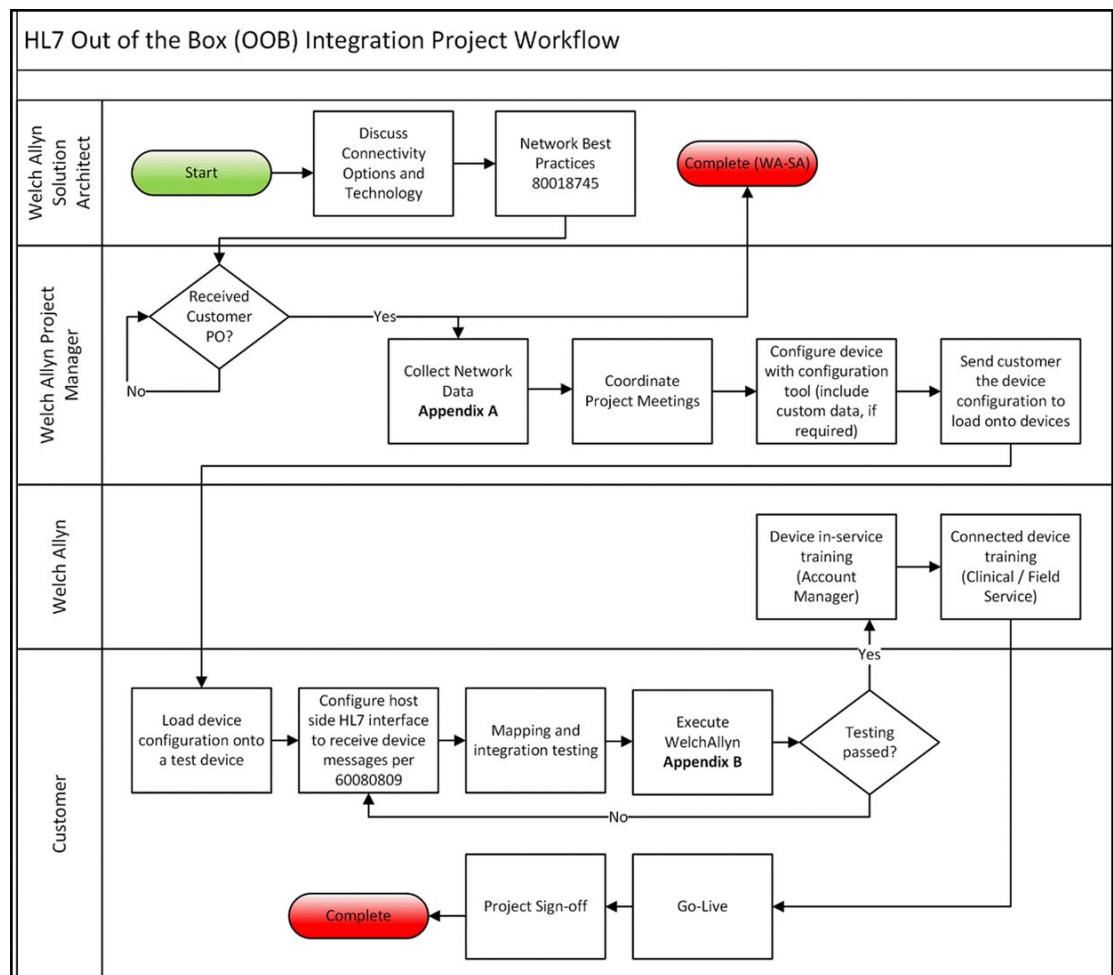 HL7 Out of the Box (OOB) Integration Project Workflow
Welch Allyn
Solution
Architect
Start
Discuss
Connectivity
Options and
Technology
Network Best
Practices
80018745
Complete (WA-SA)
Welch Allyn Project
Manager
Received
Customer
PO?
Yes
No
Collect Network
Data
Appendix A
Coordinate
Project Meetings
Configure device
with configuration
tool (include
custom data, if
required)
Send customer
the device
configuration to
load onto devices
Welch Allyn
Device in-service
training
(Account
Manager)
Connected device
training
(Clinical / Field
Service)
Customer
Load device
configuration onto
a test device
Configure host
side HL7 interface
to receive device
messages per
60080809
Mapping and
integration testing
Execute
WelchAllyn
Appendix B
Testing
passed?
Yes
No
Complete
Project Sign-off
Go-Live